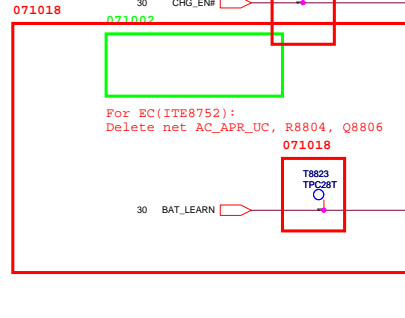 30 CHG_EN#
071018
071002
For EC(ITE8752):
Delete net AC_APR_UC, R8804, Q8806
071018
T8823
TPC28T
30 BAT_LEARN